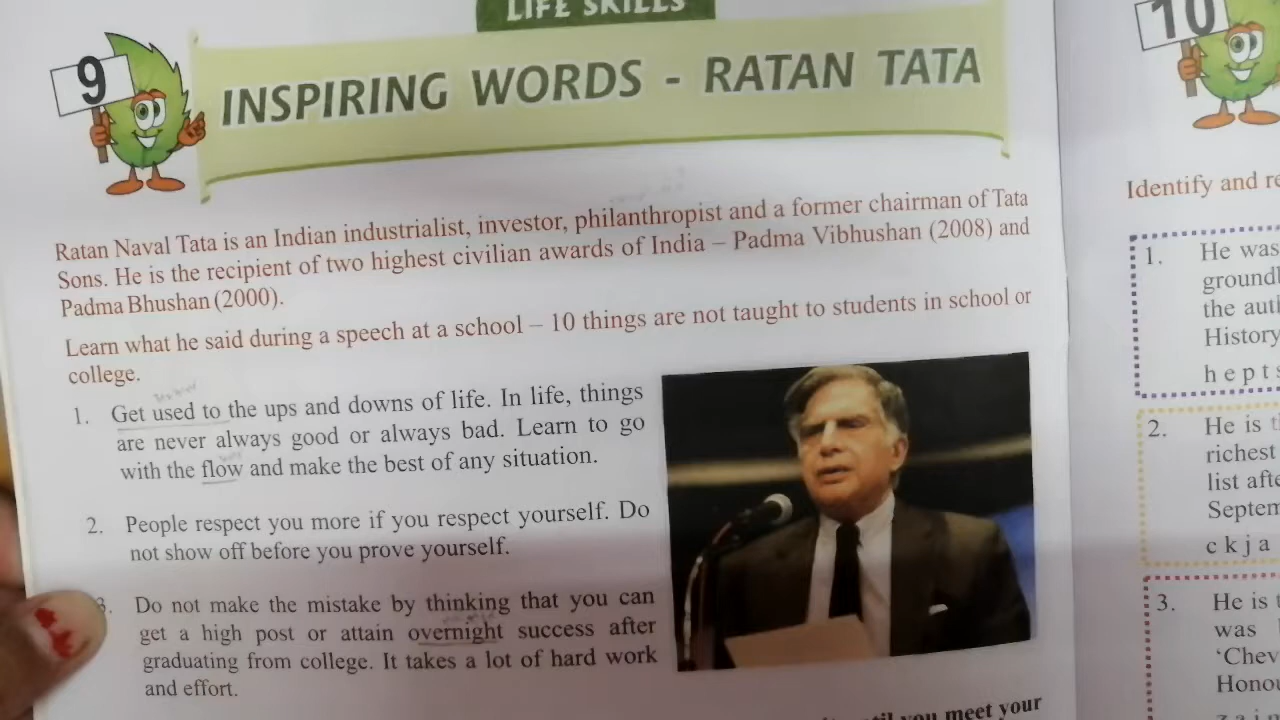 LIFE SKILLS
9
INSPIRING WORDS - RATAN TATA
Ratan Naval Tata is an Indian industrialist, investor, philanthropist and a former chairman of Tata
Sons. He is the recipient of two highest civilian awards of India – Padma Vibhushan (2008) and
Padma Bhushan (2000).
Learn what he said during a speech at a school – 10 things are not taught to students in school or
college.
1. Get used to the ups and downs of life. In life, things
are never always good or always bad. Learn to go
with the flow and make the best of any situation.
2. People respect you more if you respect yourself. Do
not show off before you prove yourself.
3. Do not make the mistake by thinking that you can
get a high post or attain overnight success after
graduating from college. It takes a lot of hard work
and effort.
you meet your
10
Identify and
1. He was
the
History
h e p t s
2. He is
richest
list
c k j a
3. He is
was
‘Chev